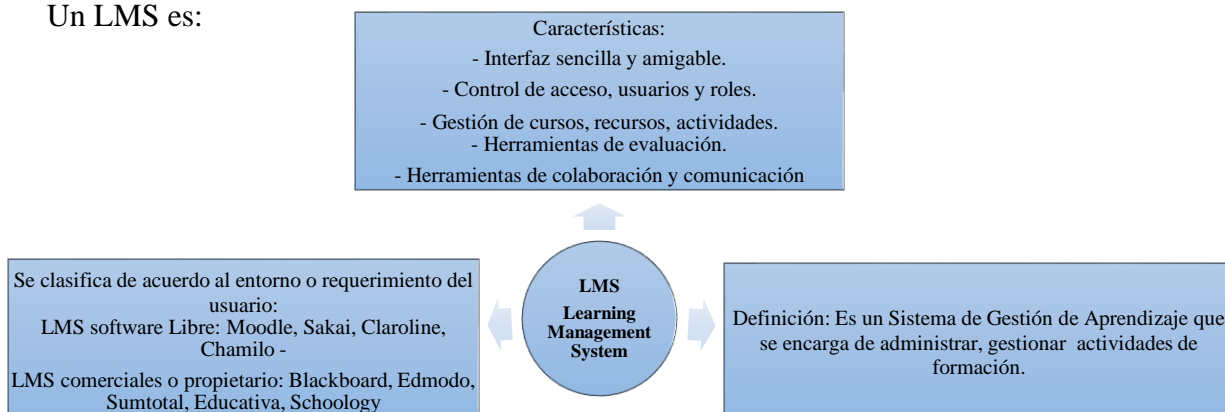 Un LMS es:
Características:
- Interfaz sencilla y amigable.
- Control de acceso, usuarios y roles.
- Gestión de cursos, recursos, actividades.
- Herramientas de evaluación.
- Herramientas de colaboración y comunicación
Se clasifica de acuerdo al entorno o requerimiento del
usuario:
LMS software Libre: Moodle, Sakai, Claroline,
Chamilo -
LMS comerciales o propietario: Blackboard, Edmodo,
Sumtotal, Educativa, Schoology
LMS
Learning
Management
System
Definición: Es un Sistema de Gestión de Aprendizaje que
se encarga de administrar, gestionar actividades de
formación.